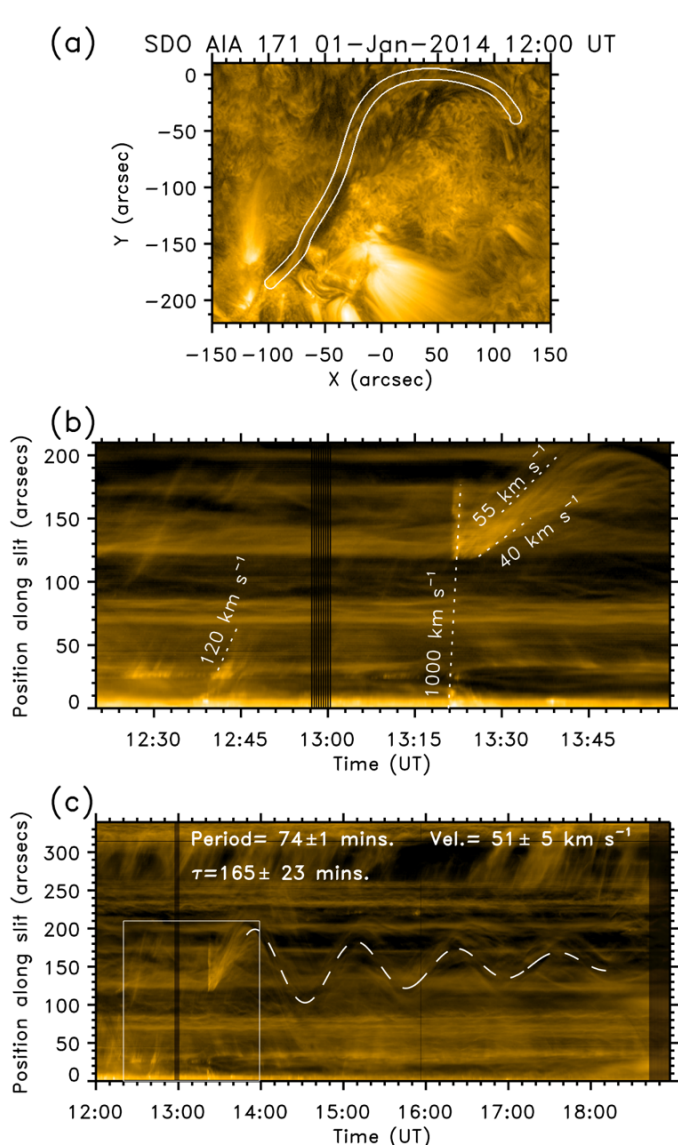 (a)
SDO AIA 171 01-Jan-2014 12:00 UT
0
-50
-100
-150
-200
Y (arcsec)
-150 -100 -50 -0 50 100 150
X (arcsec)
(b)
200
150
100
50
0
Position along slit (arcsecs)
120 km s⁻¹
1000 km s⁻¹
55 km s⁻¹
40 km s⁻¹
12:30 12:45 13:00 13:15 13:30 13:45
Time (UT)
(c)
Period= 74±1 mins. Vel.= 51± 5 km s⁻¹
τ=165± 23 mins.
300
250
200
150
100
50
0
Position along slit (arcsecs)
12:00 13:00 14:00 15:00 16:00 17:00 18:00
Time (UT)